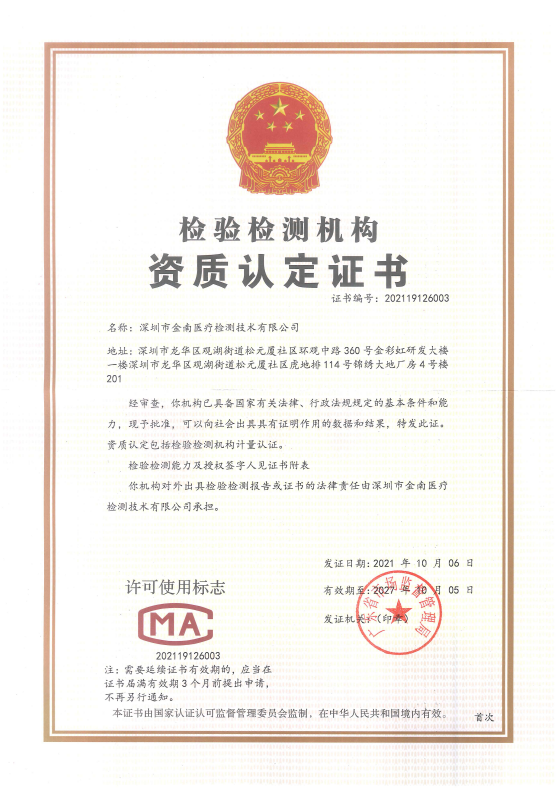 检验检测机构
资质认定证书
证书编号：202119126003
名称：深圳市金南医疗检测技术有限公司
地址：深圳市龙华区观湖街道松元厦社区环观中路360号金彩虹研发大楼
一楼深圳市龙华区观湖街道松元厦社区虎地排114号锦绣大地厂房4号楼
201
经审查，你机构已具备国家有关法律、行政法规规定的基本条件和能
力，现予批准，可以向社会出具具有证明作用的数据和结果，特发此证。
资质认定包括检验检测机构计量认证。
检验检测能力及授权签字人见证书附表
你机构对外出具检验检测报告或证书的法律责任由深圳市金南医疗
检测技术有限公司承担。
发证日期：2021 年 10 月 06 日
有效期至：2027 年 10 月 05 日
发证机关：（印章）
广东省市场监督管理局
许可使用标志
CMA
202119126003
注：需要延续证书有效期的，应当在
证书届满有效期3个月前提出申请，
不再另行通知。
本证书由国家认证认可监督管理委员会监制，在中华人民共和国境内有效。
首次